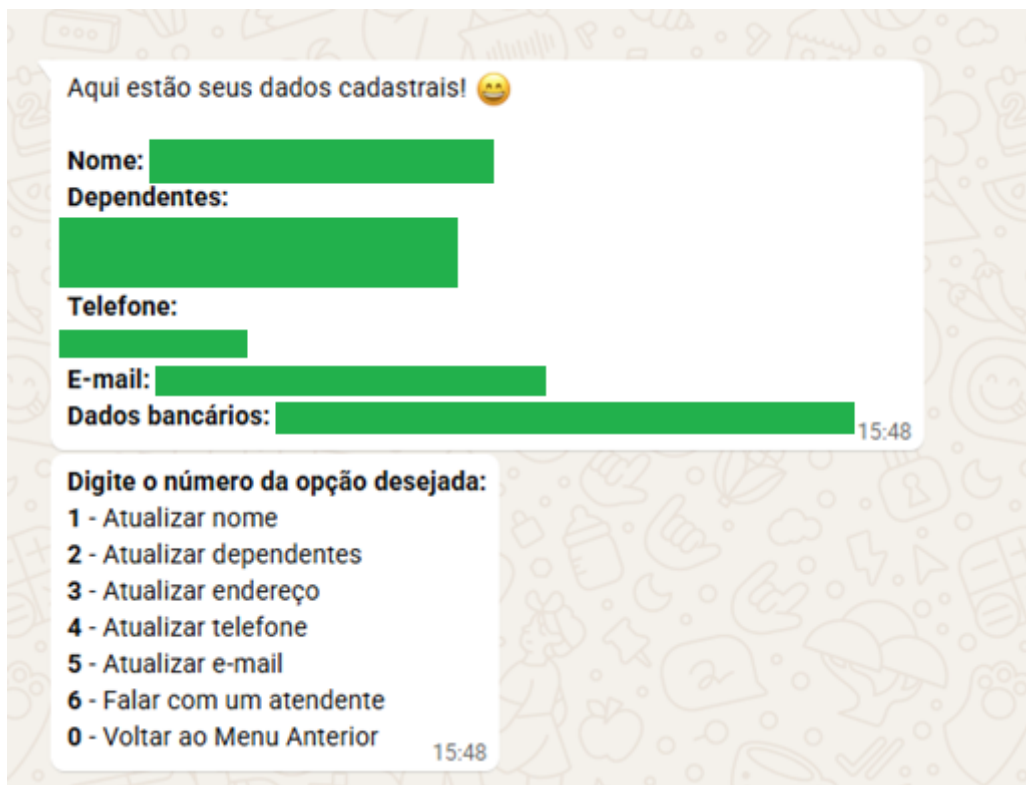 Aqui estão seus dados cadastrais! 😄
Nome:
Dependentes:
Telefone:
E-mail:
Dados bancários:
15:48
Digite o número da opção desejada:
1 - Atualizar nome
2 - Atualizar dependentes
3 - Atualizar endereço
4 - Atualizar telefone
5 - Atualizar e-mail
6 - Falar com um atendente
0 - Voltar ao Menu Anterior
15:48